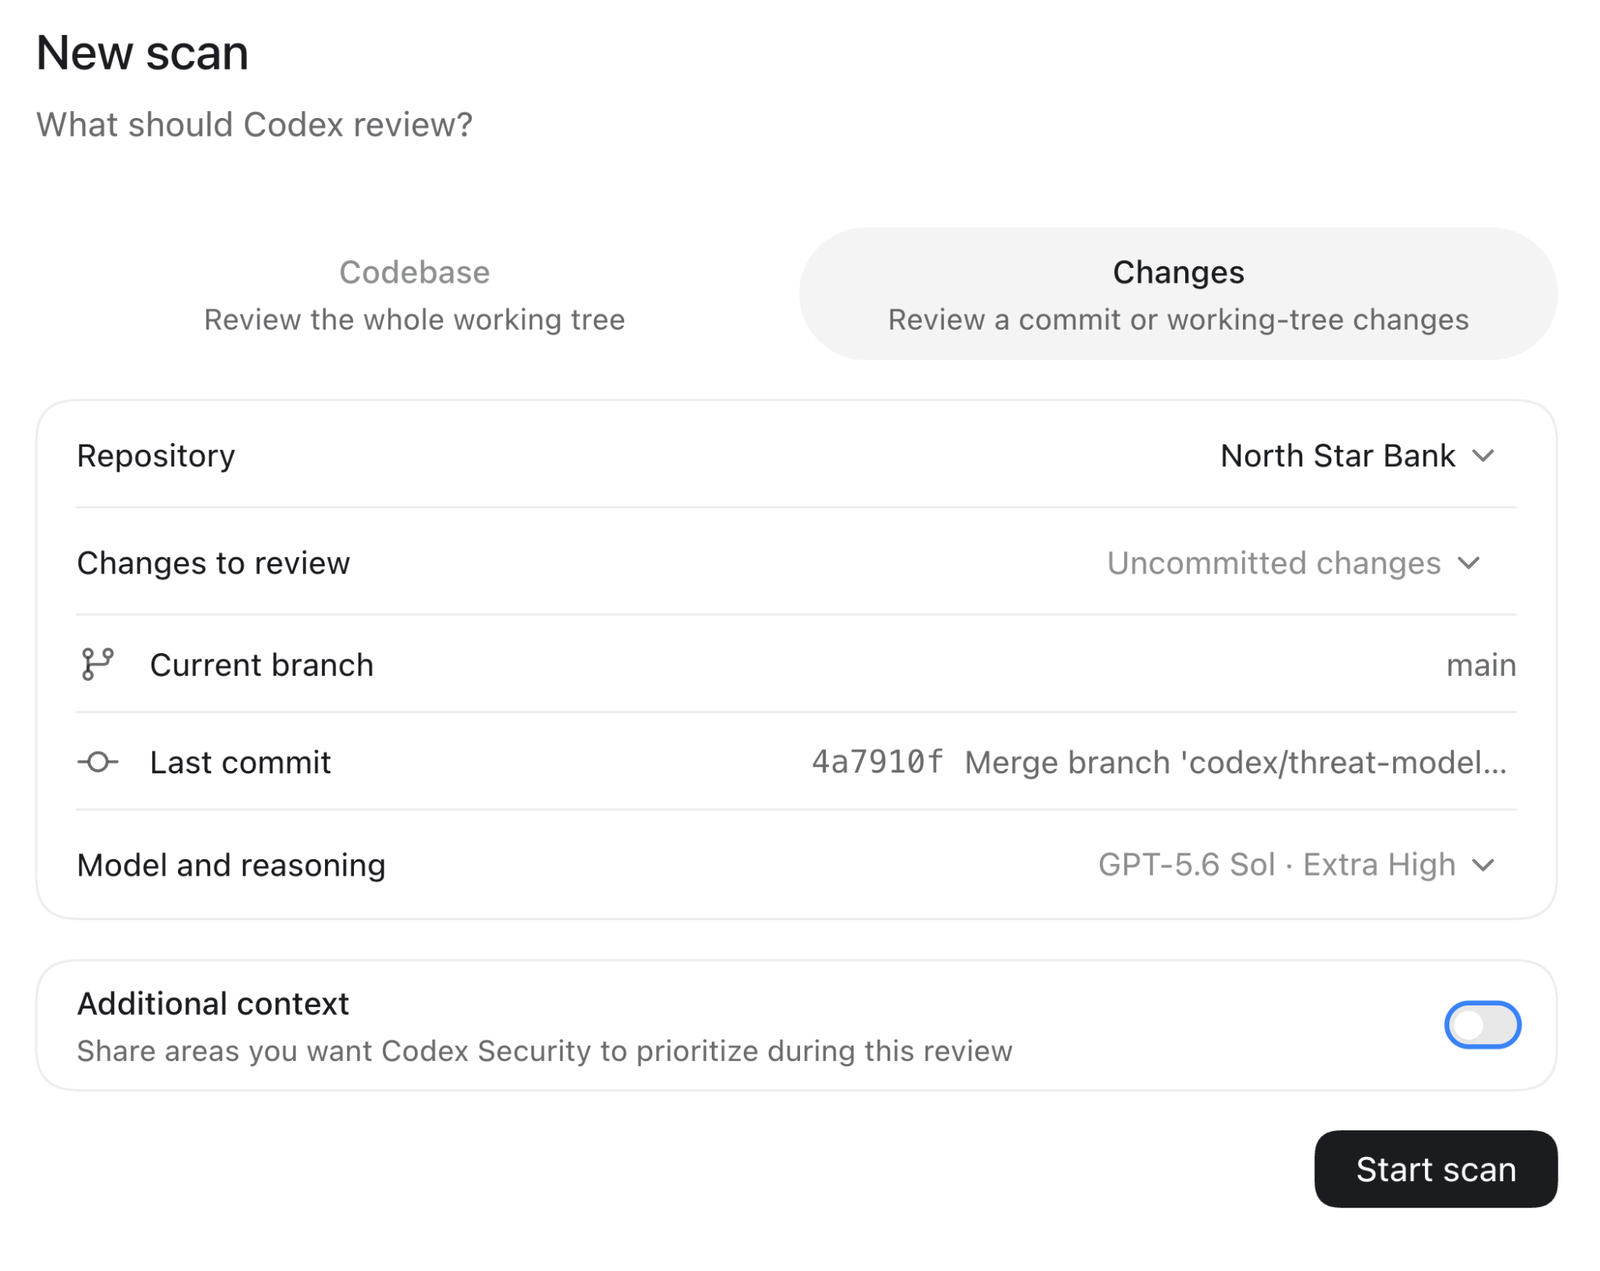 New scan
What should Codex review?
Codebase
Review the whole working tree
Changes
Review a commit or working-tree changes
Repository
North Star Bank
Changes to review
Uncommitted changes
Current branch
main
Last commit
4a7910f Merge branch 'codex/threat-model...
Model and reasoning
GPT-5.6 Sol · Extra High
Additional context
Share areas you want Codex Security to prioritize during this review
Start scan